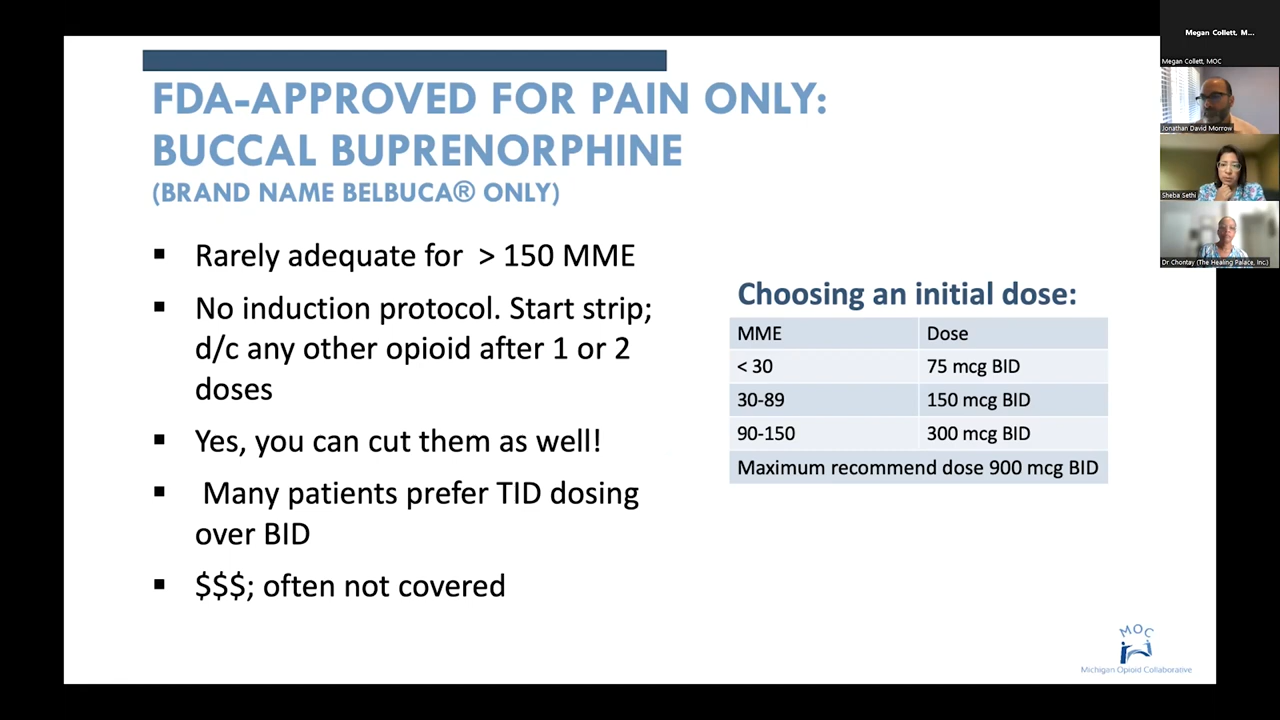 FDA-APPROVED FOR PAIN ONLY:
BUCCAL BUPRENORPHINE
(BRAND NAME BELBUCA® ONLY)
▪ Rarely adequate for > 150 MME
▪ No induction protocol. Start strip;
d/c any other opioid after 1 or 2
doses
▪ Yes, you can cut them as well!
▪ Many patients prefer TID dosing
over BID
▪ $$$; often not covered
Choosing an initial dose:
MME Dose
< 30 75 mcg BID
30-89 150 mcg BID
90-150 300 mcg BID
Maximum recommend dose 900 mcg BID
MOC
Michigan Opioid Collaborative
Megan Collett, M...
Megan Collett, MOC
Jonathan David Morrow
Sheba Sethi
Dr Chontay (The Healing Palace, Inc.)